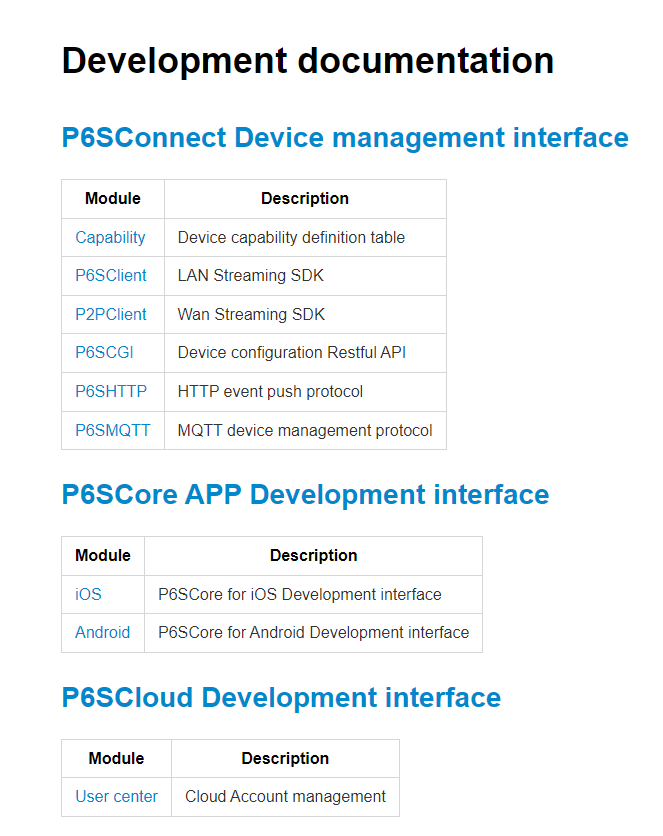 Development documentation
P6SConnect Device management interface
Module Description
Capability Device capability definition table
P6SClient LAN Streaming SDK
P2PClient Wan Streaming SDK
P6SCGI Device configuration Restful API
P6SHTTP HTTP event push protocol
P6SMQTT MQTT device management protocol
P6SCore APP Development interface
Module Description
iOS P6SCore for iOS Development interface
Android P6SCore for Android Development interface
P6SCloud Development interface
Module Description
User center Cloud Account management